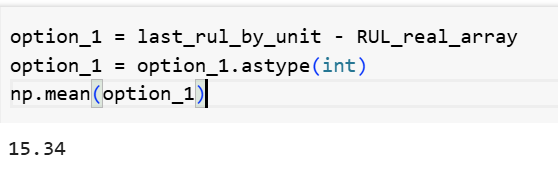 option_1 = last_rul_by_unit - RUL_real_array
option_1 = option_1.astype(int)
np.mean(option_1)
15.34